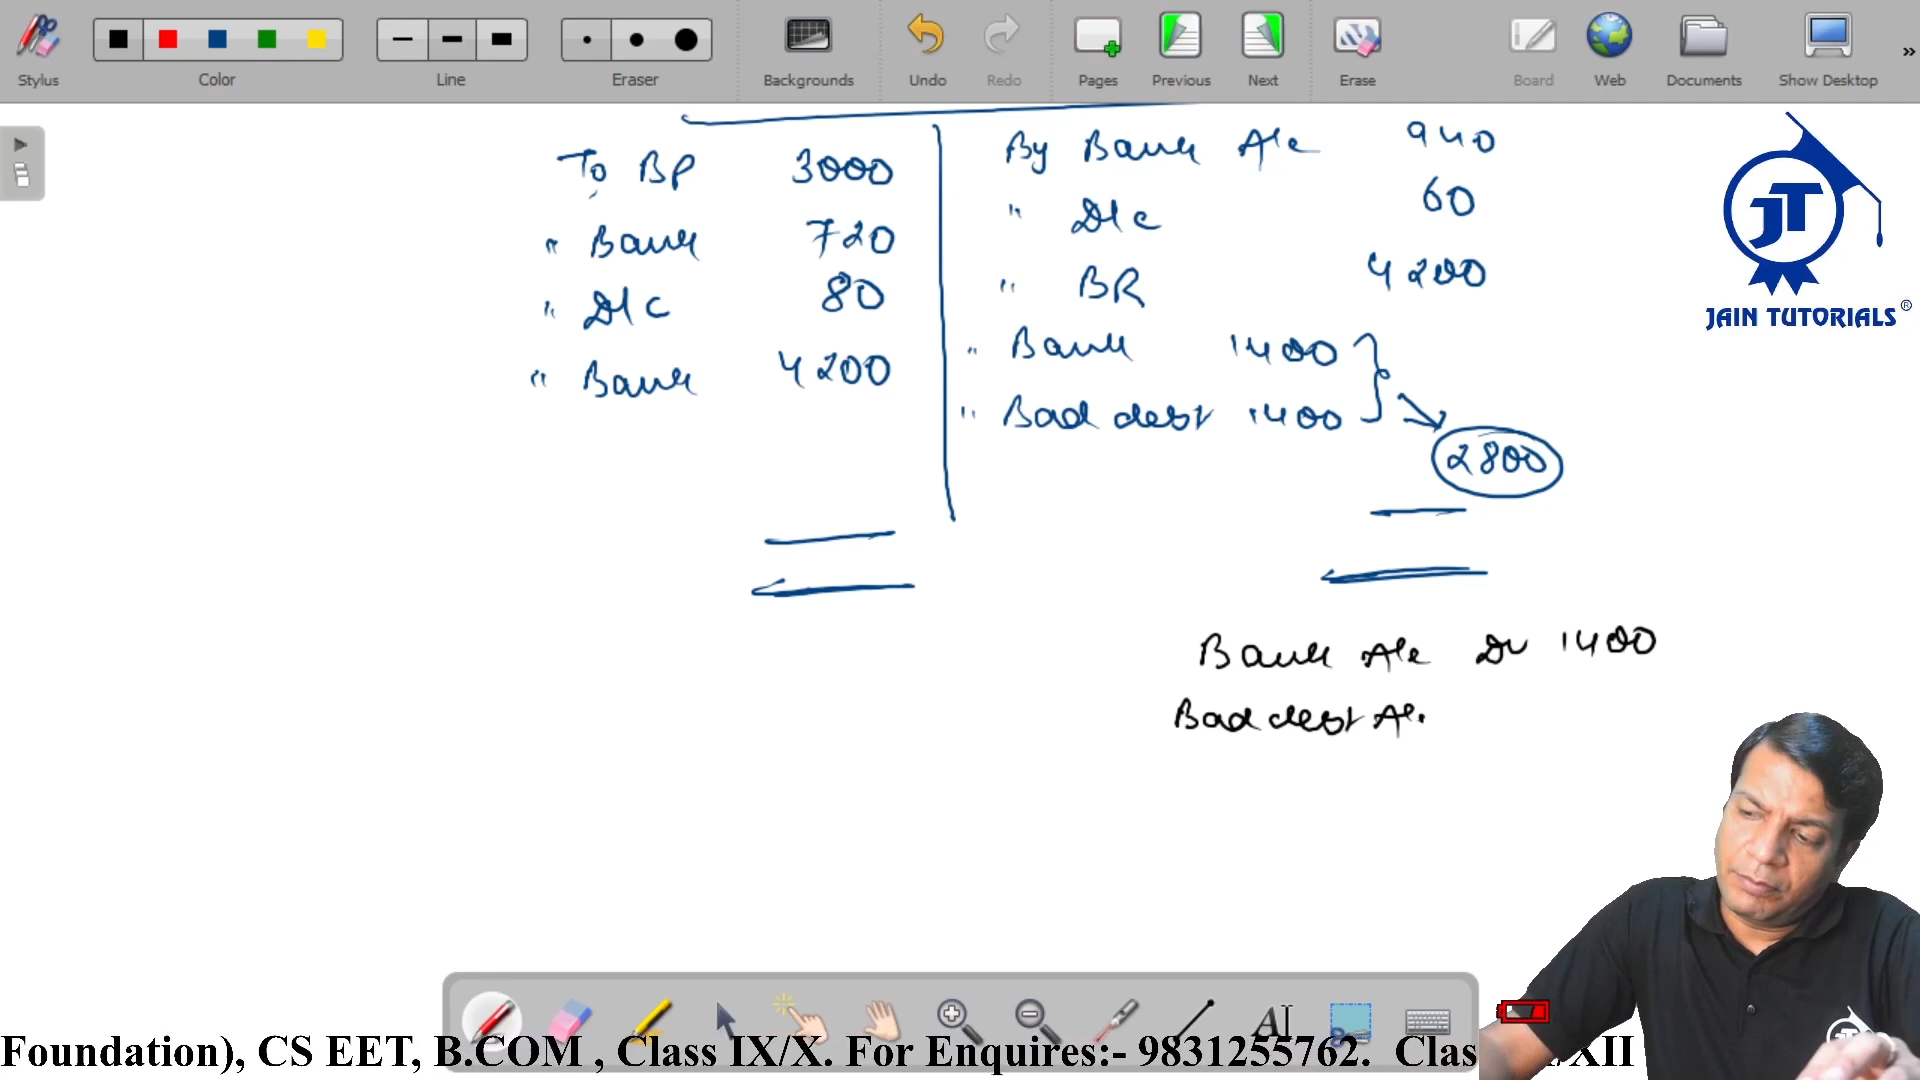 Stylus Color Line Eraser Backgrounds Undo Redo Pages Previous Next Erase Board Web Documents Show Desktop »
To BP 3000
" Bank 720
" D/c 80
" Bank 4200
By Bank A/c 940
" D/c 60
" BR 4200
" Bank 1400
" Bad debt 1400
2800
JT
JAIN TUTORIALS®
Bank A/c Dr 1400
Bad debt A/c
Foundation), CS EET, B.COM , Class IX/X. For Enquires:- 9831255762. Clas XII